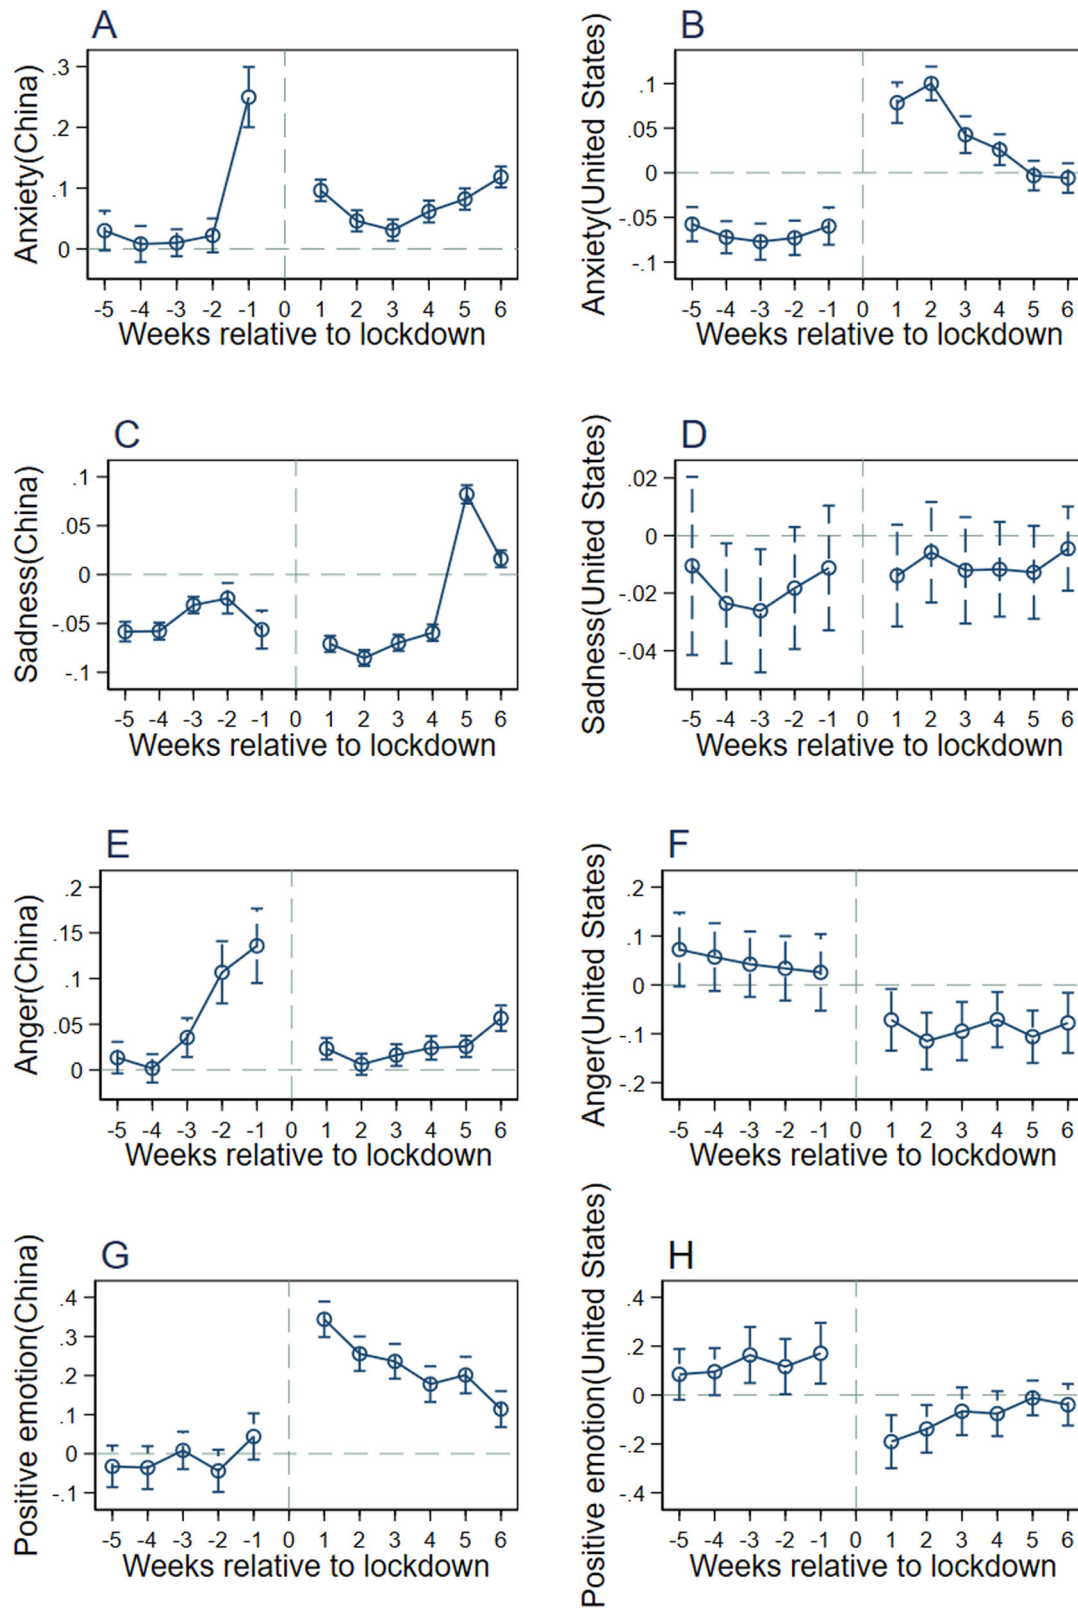 A
Anxiety(China)
.3
.2
.1
0
-5 -4 -3 -2 -1 0 1 2 3 4 5 6
Weeks relative to lockdown
B
Anxiety(United States)
.1
.05
0
-.05
-.1
-5 -4 -3 -2 -1 0 1 2 3 4 5 6
Weeks relative to lockdown
C
Sadness(China)
.1
.05
0
-.05
-.1
-5 -4 -3 -2 -1 0 1 2 3 4 5 6
Weeks relative to lockdown
D
Sadness(United States)
.02
0
-.02
-.04
-5 -4 -3 -2 -1 0 1 2 3 4 5 6
Weeks relative to lockdown
E
Anger(China)
.2
.15
.1
.05
0
-5 -4 -3 -2 -1 0 1 2 3 4 5 6
Weeks relative to lockdown
F
Anger(United States)
.2
.1
0
-.1
-.2
-5 -4 -3 -2 -1 0 1 2 3 4 5 6
Weeks relative to lockdown
G
Positive emotion(China)
.4
.3
.2
.1
0
-.1
-5 -4 -3 -2 -1 0 1 2 3 4 5 6
Weeks relative to lockdown
H
Positive emotion(United States)
.4
.2
0
-.2
-.4
-5 -4 -3 -2 -1 0 1 2 3 4 5 6
Weeks relative to lockdown